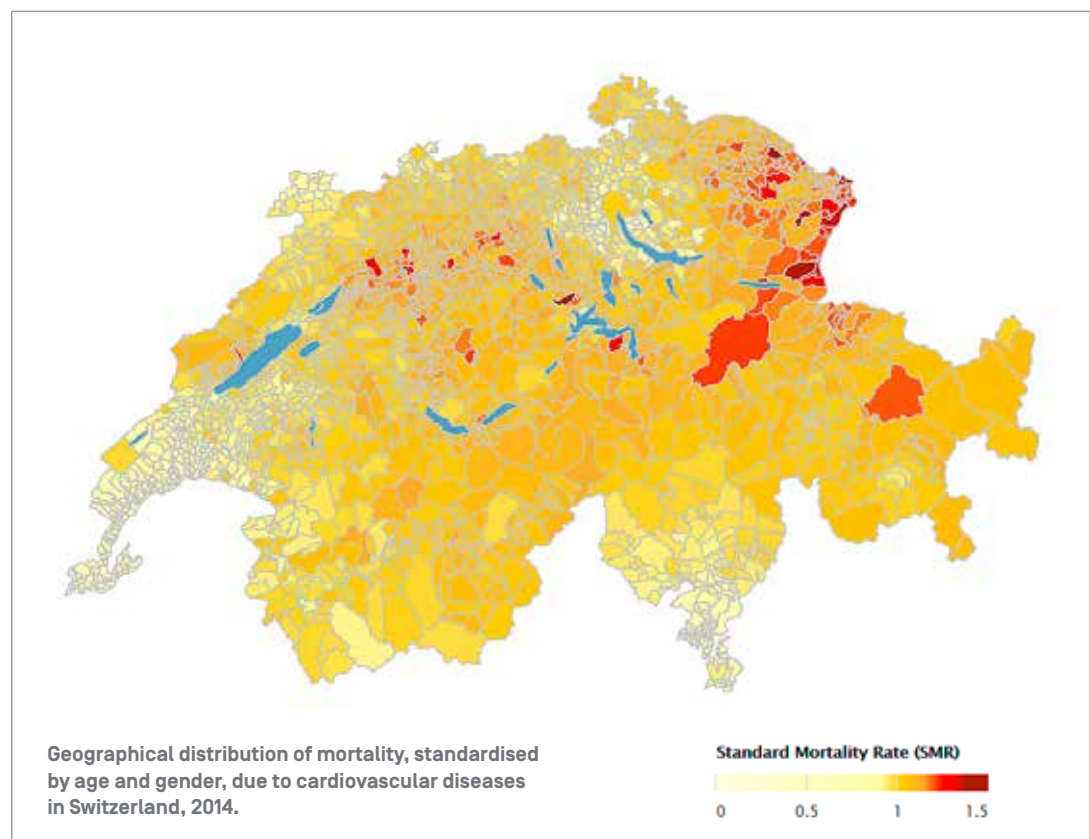 Geographical distribution of mortality, standardised
by age and gender, due to cardiovascular diseases
in Switzerland, 2014.
Standard Mortality Rate (SMR)
0 0.5 1 1.5